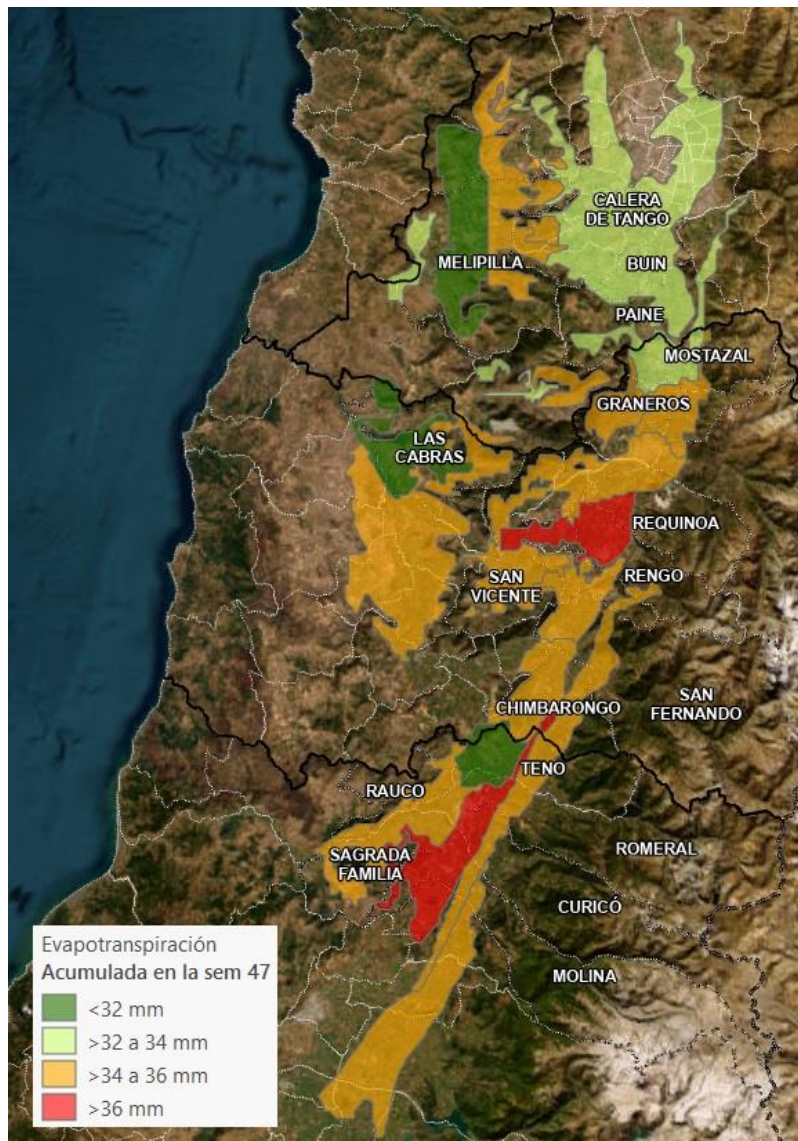 CALERA
DE TANGO
MELIPILLA
BUIN
PAINE
MOSTAZAL
GRANEROS
LAS
CABRAS
REQUINOA
SAN
VICENTE
RENGO
CHIMBARONGO
SAN
FERNANDO
TENO
RAUCO
SAGRADA
FAMILIA
ROMERAL
CURICÓ
MOLINA
Evapotranspiración
Acumulada en la sem 47
<32 mm
>32 a 34 mm
>34 a 36 mm
>36 mm